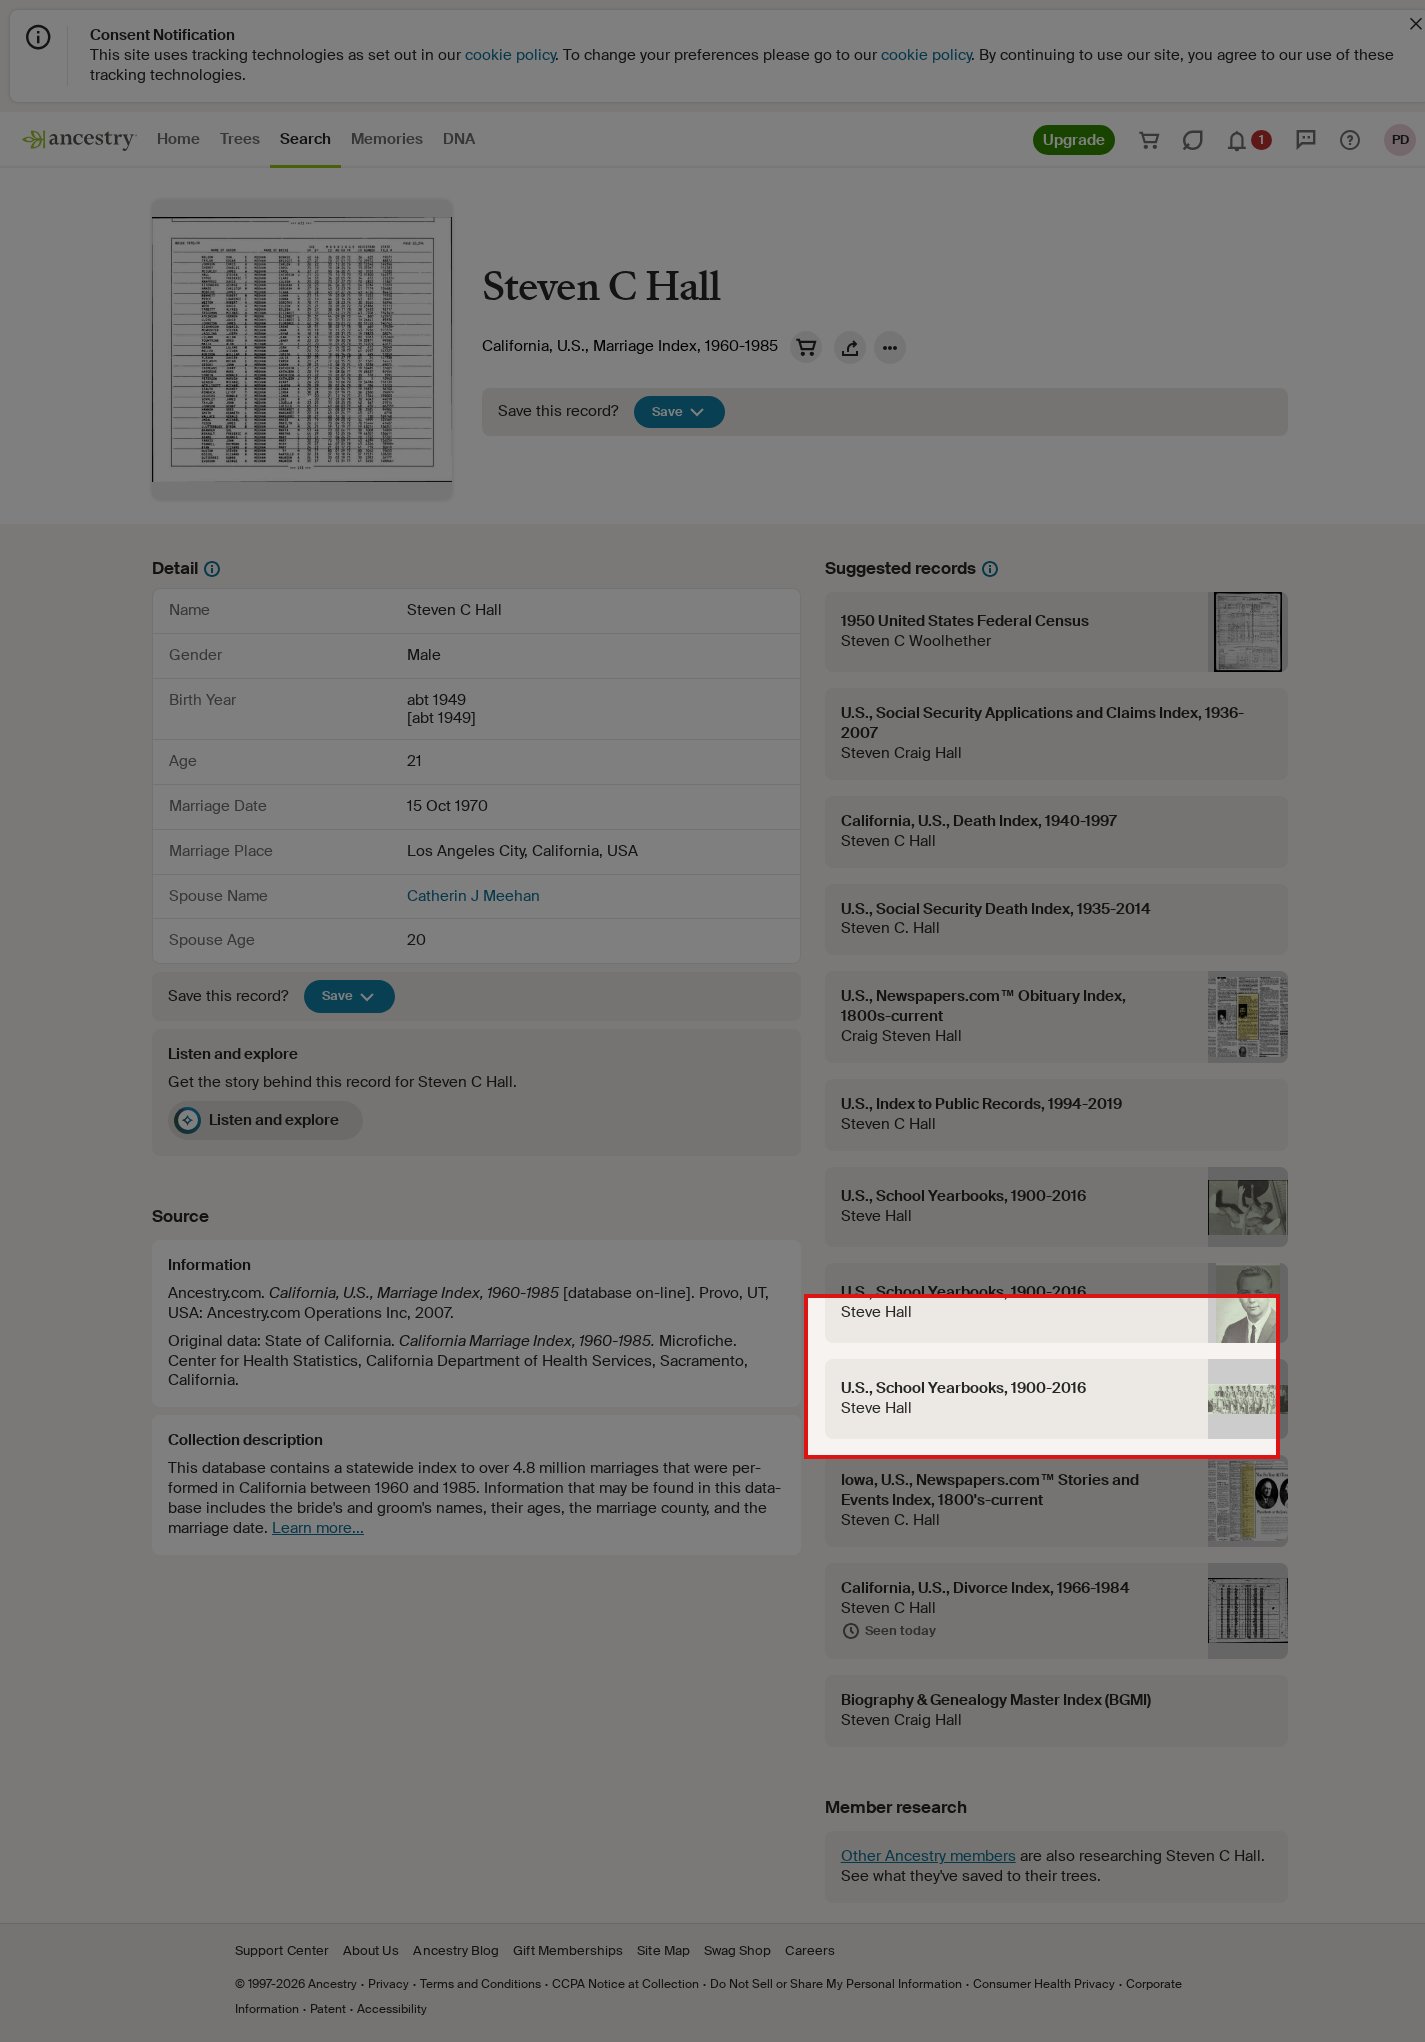 Consent Notification
This site uses tracking technologies as set out in our cookie policy. To change your preferences please go to our cookie policy. By continuing to use our site, you agree to our use of these
tracking technologies.
ancestry Home Trees Search Memories DNA Upgrade 1 PD
Steven C Hall
California, U.S., Marriage Index, 1960-1985
Save this record? Save
Detail
Name Steven C Hall
Gender Male
Birth Year abt 1949
[abt 1949]
Age 21
Marriage Date 15 Oct 1970
Marriage Place Los Angeles City, California, USA
Spouse Name Catherin J Meehan
Spouse Age 20
Save this record? Save
Listen and explore
Get the story behind this record for Steven C Hall.
Listen and explore
Source
Information
Ancestry.com. California, U.S., Marriage Index, 1960-1985 [database on-line]. Provo, UT,
USA: Ancestry.com Operations Inc, 2007.
Original data: State of California. California Marriage Index, 1960-1985. Microfiche.
Center for Health Statistics, California Department of Health Services, Sacramento,
California.
Collection description
This database contains a statewide index to over 4.8 million marriages that were per-
formed in California between 1960 and 1985. Information that may be found in this data-
base includes the bride's and groom's names, their ages, the marriage county, and the
marriage date. Learn more...
Suggested records
1950 United States Federal Census
Steven C Woolhether
U.S., Social Security Applications and Claims Index, 1936-
2007
Steven Craig Hall
California, U.S., Death Index, 1940-1997
Steven C Hall
U.S., Social Security Death Index, 1935-2014
Steven C. Hall
U.S., Newspapers.com™ Obituary Index,
1800s-current
Craig Steven Hall
U.S., Index to Public Records, 1994-2019
Steven C Hall
U.S., School Yearbooks, 1900-2016
Steve Hall
U.S., School Yearbooks, 1900-2016
Steve Hall
U.S., School Yearbooks, 1900-2016
Steve Hall
Iowa, U.S., Newspapers.com™ Stories and
Events Index, 1800's-current
Steven C. Hall
California, U.S., Divorce Index, 1966-1984
Steven C Hall
Seen today
Biography & Genealogy Master Index (BGMI)
Steven Craig Hall
Member research
Other Ancestry members are also researching Steven C Hall.
See what they've saved to their trees.
Support Center About Us Ancestry Blog Gift Memberships Site Map Swag Shop Careers
© 1997-2026 Ancestry · Privacy · Terms and Conditions · CCPA Notice at Collection · Do Not Sell or Share My Personal Information · Consumer Health Privacy · Corporate
Information · Patent · Accessibility